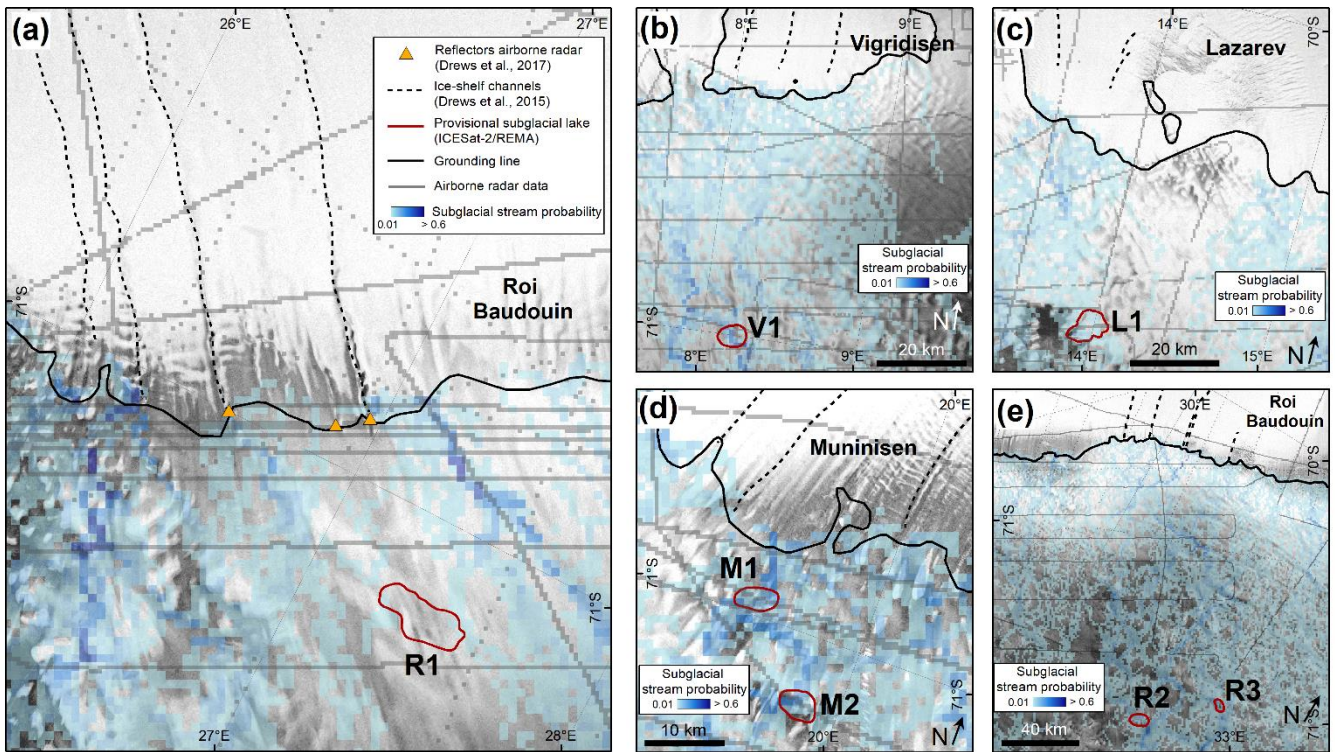 (a)
26°E
27°E
Reflectors airborne radar
(Drews et al., 2017)
Ice-shelf channels
(Drews et al., 2015)
Provisional subglacial lake
(ICESat-2/REMA)
Grounding line
Airborne radar data
Subglacial stream probability
0.01 > 0.6
Roi
Baudouin
71°S
71°S
R1
27°E
28°E
(b)
8°E
9°E
Vigridisen
Subglacial
stream probability
0.01 > 0.6
N
71°S
V1
8°E
9°E
20 km
(c)
14°E
70°S
Lazarev
Subglacial
stream probability
0.01 > 0.6
71°S
L1
14°E
20 km
15°E
N
(d)
20°E
Muninisen
71°S
M1
Subglacial
stream probability
0.01 > 0.6
M2
71°S
10 km
20°E
N
(e)
30°E
Roi
Baudouin
70°S
71°S
Subglacial
stream probability
0.01 > 0.6
R2
R3
N
40 km
33°E
71°S